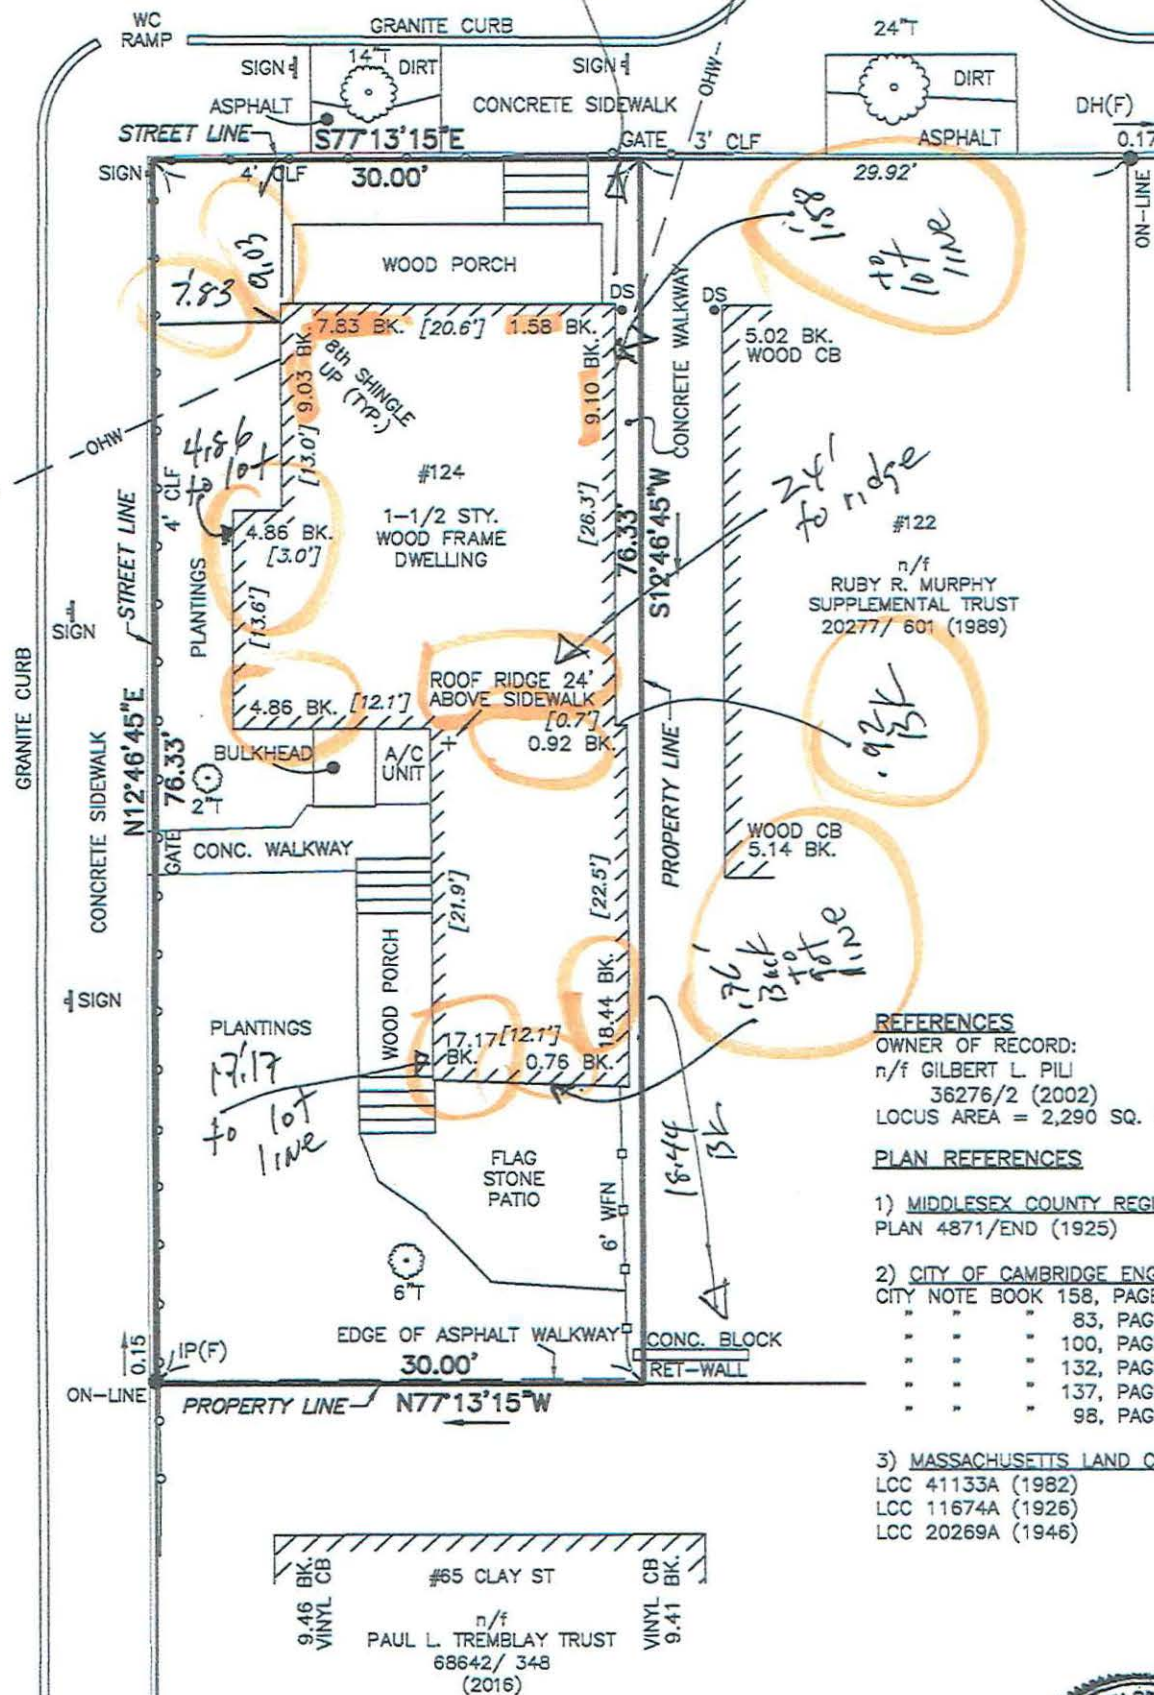 WC
RAMP
GRANITE CURB
24"T
SIGN
14"T
DIRT
SIGN
OHW
DIRT
ASPHALT
CONCRETE SIDEWALK
DH(F)
STREET LINE
S77°13'15"E
GATE
3' CLF
ASPHALT
0.17
SIGN
4' CLF
30.00'
29.92'
ON-LINE
1.58
to
lot
line
9.03
7.83
WOOD PORCH
DS
CONCRETE WALKWAY
DS
7.83 BK.
[20.6']
1.58 BK.
5.02 BK.
WOOD CB
9.03 BK.
8th SHINGLE
UP (TYP.)
9.10 BK.
OHW
4.86
to lot
[13.0']
#124
24'
to ridge
4' CLF
4.86 BK.
[3.0']
1-1/2 STY.
WOOD FRAME
DWELLING
[26.3']
76.33'
S12°46'45"W
#122
n/f
RUBY R. MURPHY
SUPPLEMENTAL TRUST
20277/ 601 (1989)
STREET LINE
PLANTINGS
SIGN
[13.6']
GRANITE CURB
4.86 BK.
[12.1']
ROOF RIDGE 24'
ABOVE SIDEWALK
[0.7']
0.92 BK.
.92
BK
PROPERTY LINE
N12°46'45"E
76.33'
CONCRETE SIDEWALK
BULKHEAD
A/C
UNIT
2"T
GATE
CONC. WALKWAY
WOOD CB
5.14 BK.
[21.9']
[22.5']
WOOD PORCH
.76'
Back
to
lot
line
SIGN
18.44 BK.
PLANTINGS
17.17
to lot
line
17.17
BK.
[12.1']
0.76 BK.
18.44
BK
REFERENCES
OWNER OF RECORD:
n/f GILBERT L. PILI
36276/2 (2002)
LOCUS AREA = 2,290 SQ.
FLAG
STONE
PATIO
PLAN REFERENCES
6' WFN
1) MIDDLESEX COUNTY REGI
PLAN 4871/END (1925)
6"T
2) CITY OF CAMBRIDGE ENG
CITY NOTE BOOK 158, PAGE
" " " 83, PAG
" " " 100, PAG
" " " 132, PAG
" " " 137, PAG
" " " 98, PAG
0.15
IP(F)
EDGE OF ASPHALT WALKWAY
CONC. BLOCK
RET-WALL
30.00'
ON-LINE
PROPERTY LINE
N77°13'15"W
3) MASSACHUSETTS LAND C
LCC 41133A (1982)
LCC 11674A (1926)
LCC 20269A (1946)
9.46 BK.
VINYL CB
#65 CLAY ST
n/f
PAUL L. TREMBLAY TRUST
68642/ 348
(2016)
VINYL CB
9.41 BK.